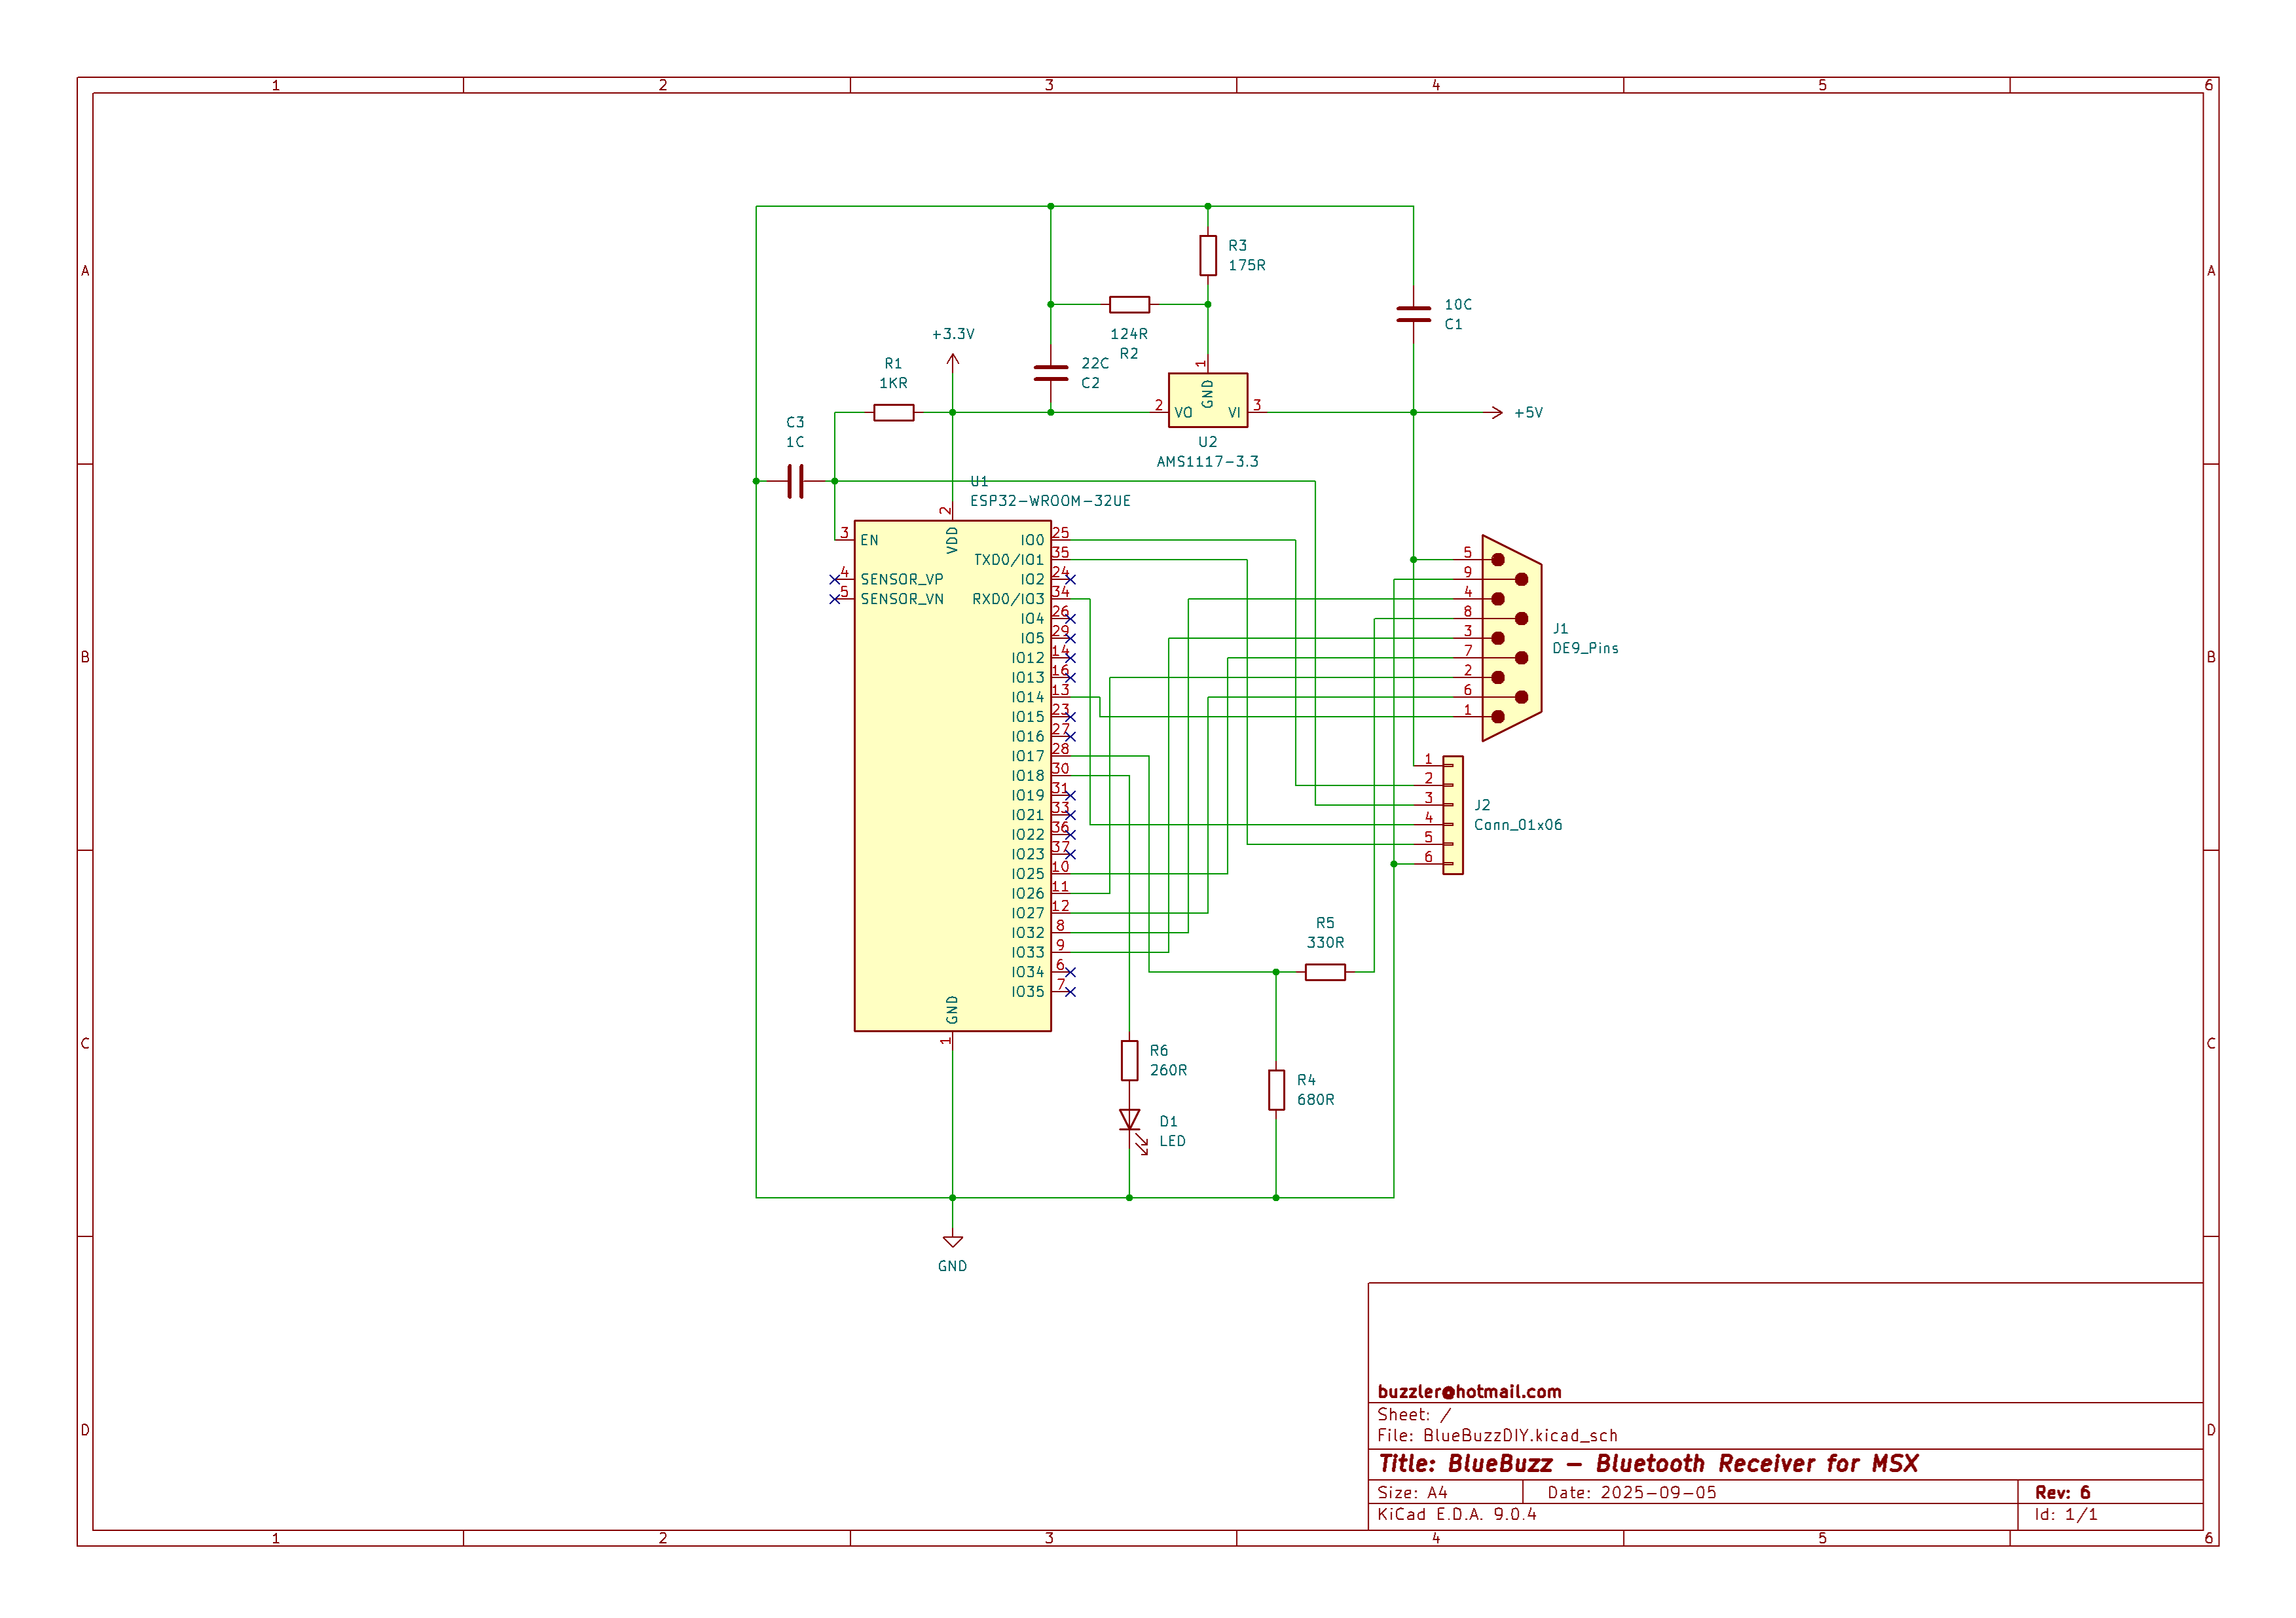 1 2 3 4 5 6
A A
B B
C C
D D
R3
175R
10C
C1
124R
R2
+3.3V
22C
C2
R1
1KR
1
GND
2 VO VI 3
+5V
U2
AMS1117-3.3
C3
1C
U1
ESP32-WROOM-32UE
2
VDD
3 EN
4 SENSOR_VP
5 SENSOR_VN
IO0 25
TXD0/IO1 35
IO2 24
RXD0/IO3 34
IO4 26
IO5 29
IO12 14
IO13 16
IO14 13
IO15 23
IO16 27
IO17 28
IO18 30
IO19 31
IO21 33
IO22 36
IO23 37
IO25 10
IO26 11
IO27 12
IO32 8
IO33 9
IO34 6
IO35 7
GND
1
5
9
4
8
3
7
2
6
1
J1
DE9_Pins
1
2
3
4
5
6
J2
Conn_01x06
R5
330R
R6
260R
R4
680R
D1
LED
GND
buzzler@hotmail.com
Sheet: /
File: BlueBuzzDIY.kicad_sch
Title: BlueBuzz - Bluetooth Receiver for MSX
Size: A4 Date: 2025-09-05 Rev: 6
KiCad E.D.A. 9.0.4 Id: 1/1
1 2 3 4 5 6